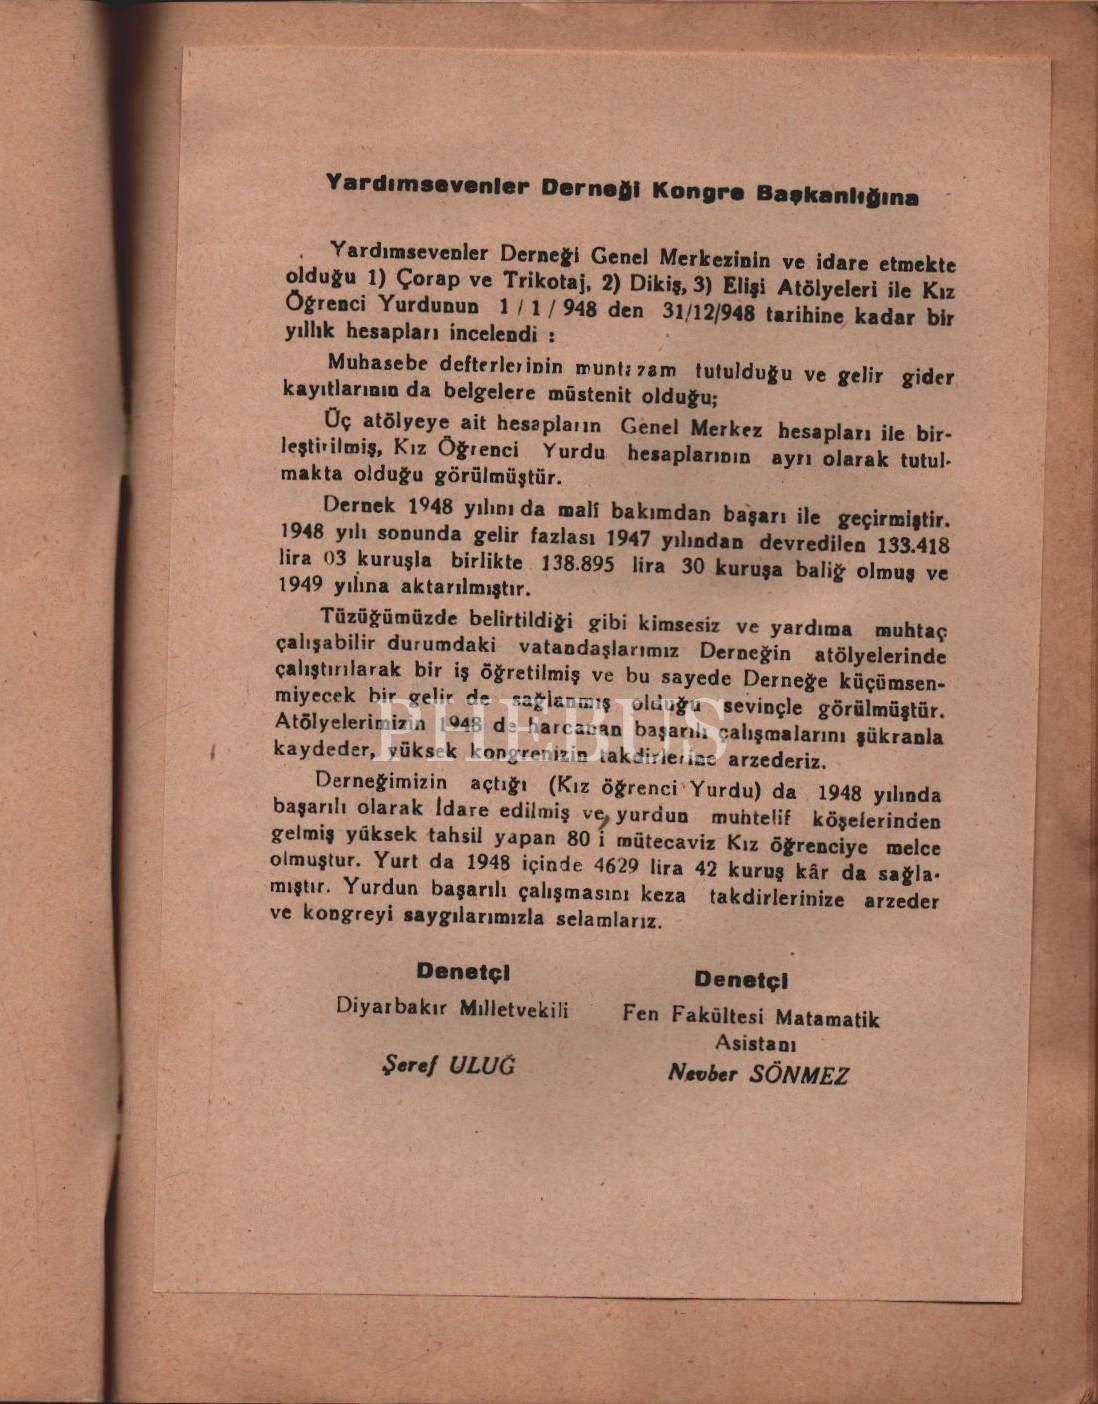 Yardımsevenler Derneği Kongre Başkanlığına
Yardımsevenler Derneği Genel Merkezinin ve idare etmekte
olduğu 1) Çorap ve Trikotaj, 2) Dikiş, 3) Elişi Atölyeleri ile Kız
Öğrenci Yurdunun 1 / 1 / 948 den 31/12/948 tarihine kadar bir
yıllık hesapları incelendi :
Muhasebe defterlerinin muntazam tutulduğu ve gelir gider
kayıtlarının da belgelere müstenit olduğu;
Üç atölyeye ait hesapların Genel Merkez hesapları ile bir-
leştirilmiş, Kız Öğrenci Yurdu hesaplarının ayrı olarak tutul-
makta olduğu görülmüştür.
Dernek 1948 yılını da malî bakımdan başarı ile geçirmiştir.
1948 yılı sonunda gelir fazlası 1947 yılından devredilen 133.418
lira 03 kuruşla birlikte 138.895 lira 30 kuruşa baliğ olmuş ve
1949 yılına aktarılmıştır.
Tüzüğümüzde belirtildiği gibi kimsesiz ve yardıma muhtaç
çalışabilir durumdaki vatandaşlarımız Derneğin atölyelerinde
çalıştırılarak bir iş öğretilmiş ve bu sayede Derneğe küçümsen-
miyecek bir gelir de sağlanmış olduğu sevinçle görülmüştür.
Atölyelerimizin 1948 de harcanan başarılı çalışmalarını şükranla
kaydeder, yüksek kongrenizin takdirlerine arzederiz.
Derneğimizin açtığı (Kız öğrenci Yurdu) da 1948 yılında
başarılı olarak İdare edilmiş ve yurdun muhtelif köşelerinden
gelmiş yüksek tahsil yapan 80 i mütecaviz Kız öğrenciye melce
olmuştur. Yurt da 1948 içinde 4629 lira 42 kuruş kâr da sağla-
mıştır. Yurdun başarılı çalışmasını keza takdirlerinize arzeder
ve kongreyi saygılarımızla selamlarız.
Denetçi Denetçi
Diyarbakır Milletvekili Fen Fakültesi Matamatik
Asistanı
Şeref ULUĞ Nevber SÖNMEZ
PHEBUS